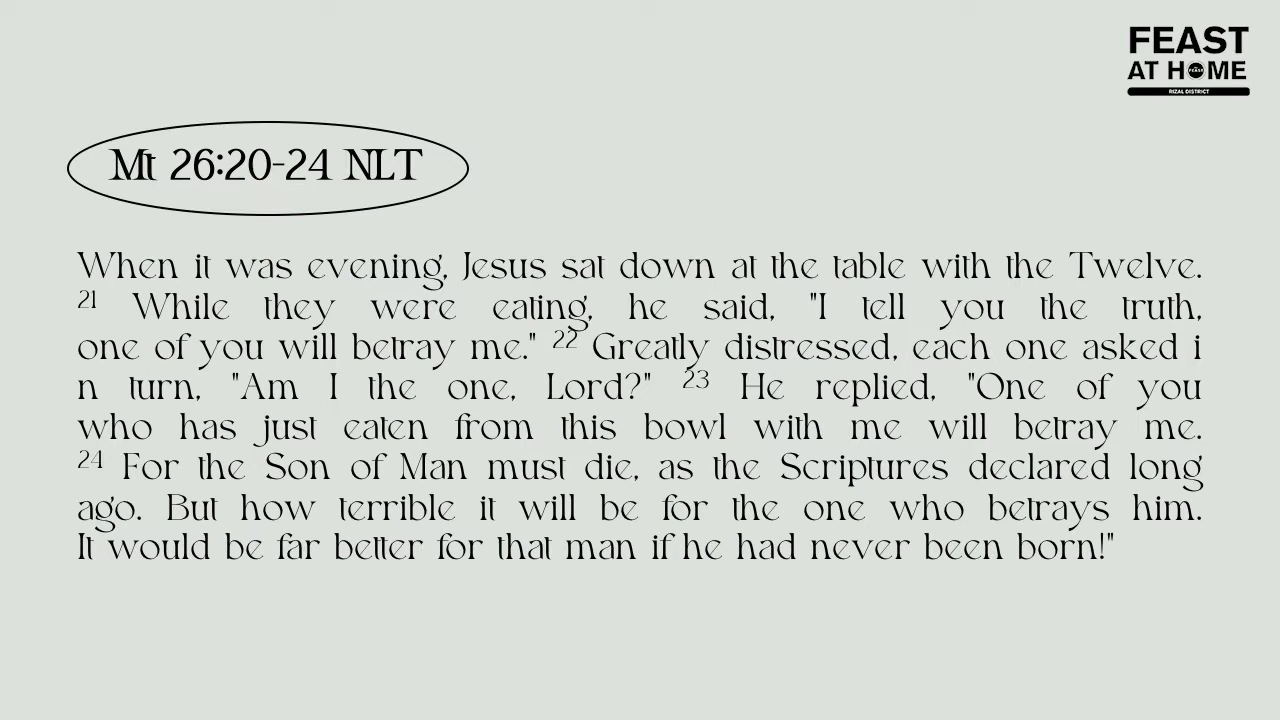 FEAST
AT HOME
RIZAL DISTRICT
Mt 26:20-24 NLT
When it was evening, Jesus sat down at the table with the Twelve.
21 While they were eating, he said, "I tell you the truth,
one of you will betray me." 22 Greatly distressed, each one asked i
n turn, "Am I the one, Lord?" 23 He replied, "One of you
who has just eaten from this bowl with me will betray me.
24 For the Son of Man must die, as the Scriptures declared long
ago. But how terrible it will be for the one who betrays him.
It would be far better for that man if he had never been born!"